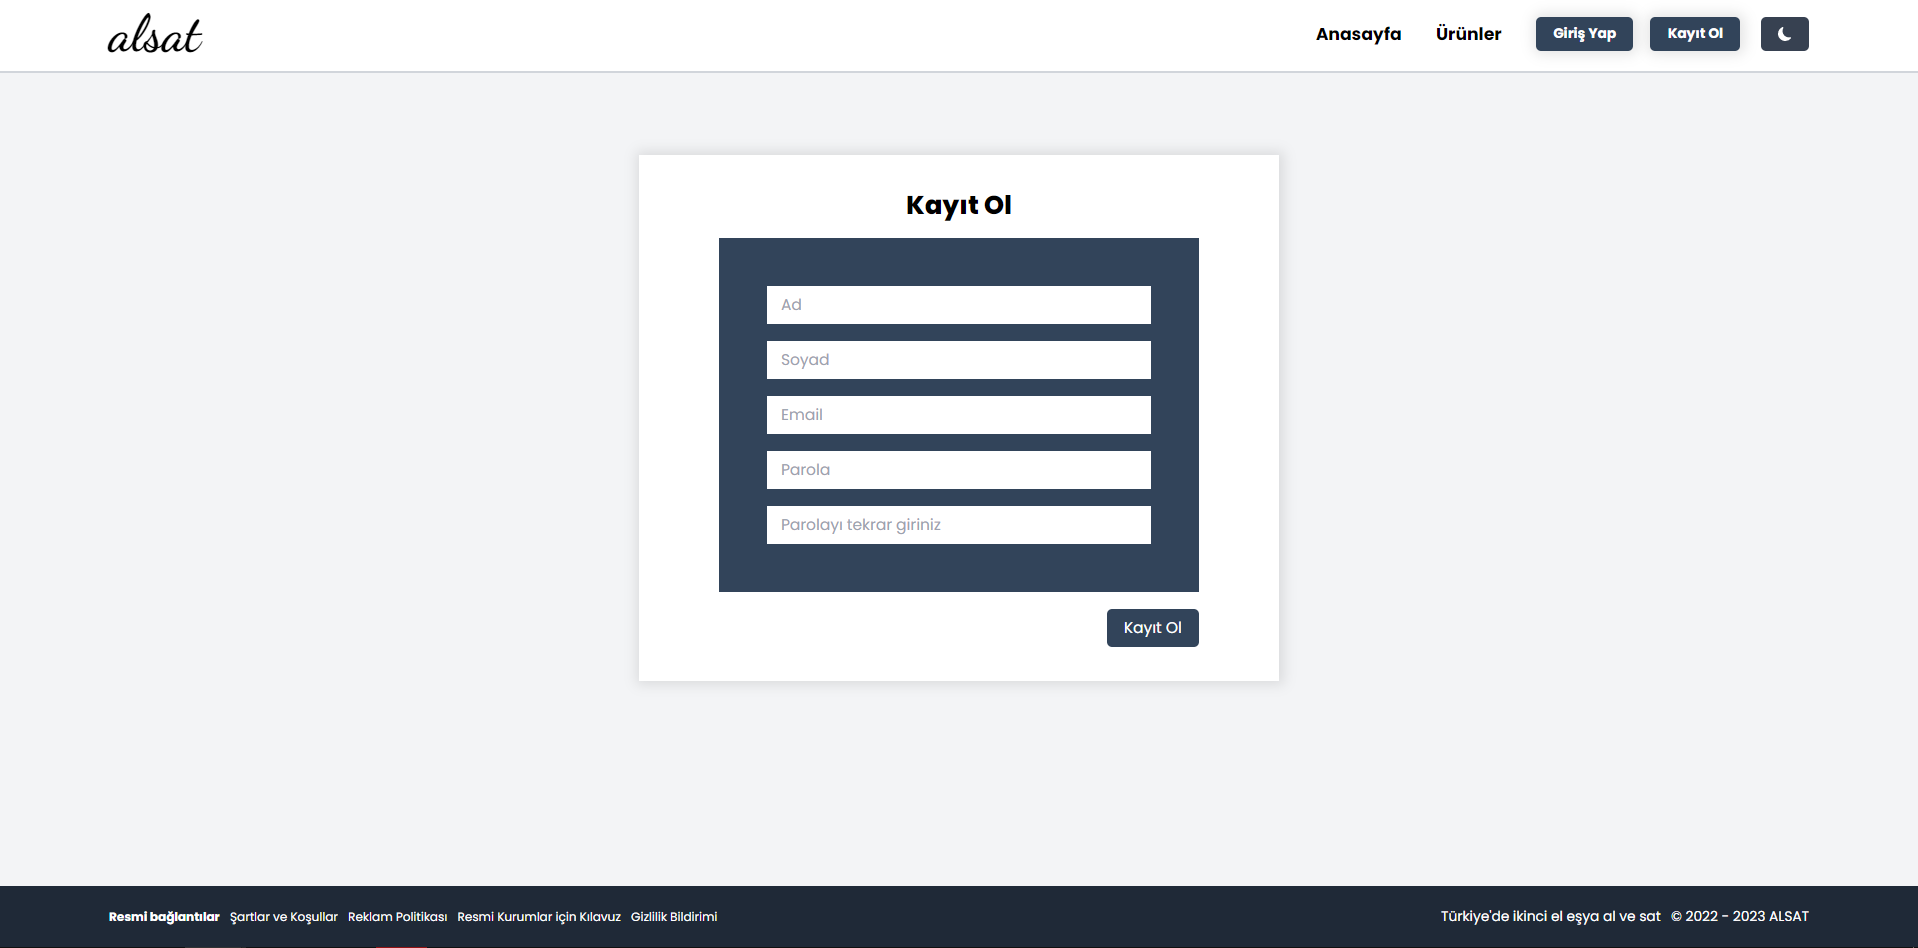 alsat
Anasayfa Ürünler Giriş Yap Kayıt Ol
Kayıt Ol
Ad
Soyad
Email
Parola
Parolayı tekrar giriniz
Kayıt Ol
Resmi bağlantılar Şartlar ve Koşullar Reklam Politikası Resmi Kurumlar için Kılavuz Gizlilik Bildirimi
Türkiye'de ikinci el eşya al ve sat © 2022 - 2023 ALSAT